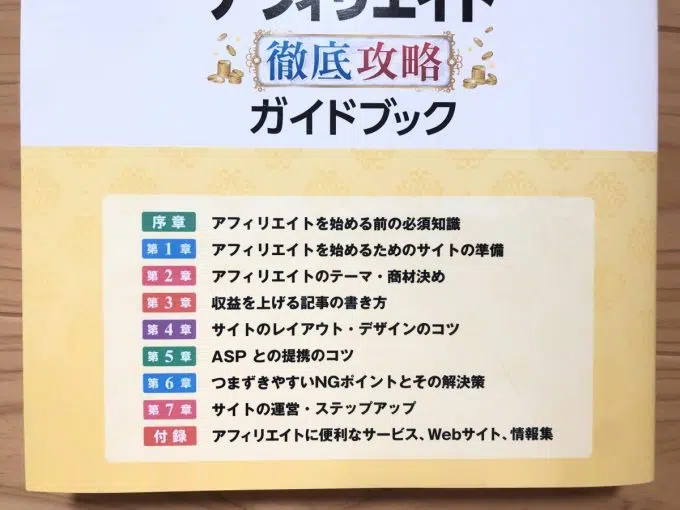 アフィリエイト
徹底攻略
ガイドブック
序章 アフィリエイトを始める前の必須知識
第1章 アフィリエイトを始めるためのサイトの準備
第2章 アフィリエイトのテーマ・商材決め
第3章 収益を上げる記事の書き方
第4章 サイトのレイアウト・デザインのコツ
第5章 ASP との提携のコツ
第6章 つまずきやすいNGポイントとその解決策
第7章 サイトの運営・ステップアップ
付録 アフィリエイトに便利なサービス、Webサイト、情報集